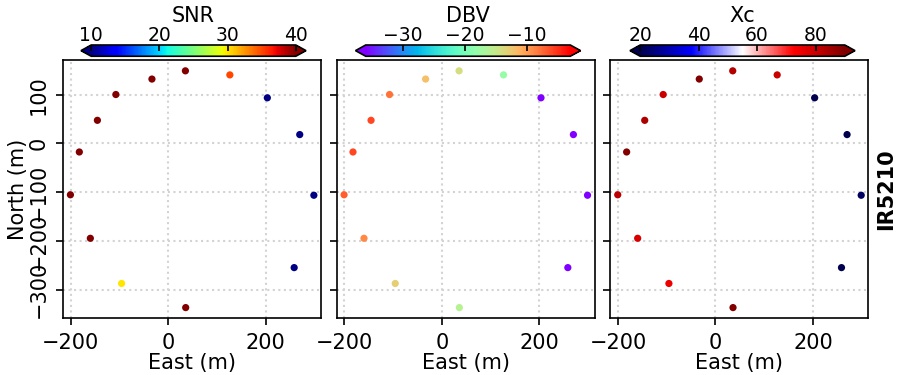 SNR DBV Xc
10 20 30 40 −30 −20 −10 20 40 60 80
North (m)
100
0
−100
−200
−300
−200 0 200 −200 0 200 −200 0 200
East (m) East (m) East (m)
IR5210